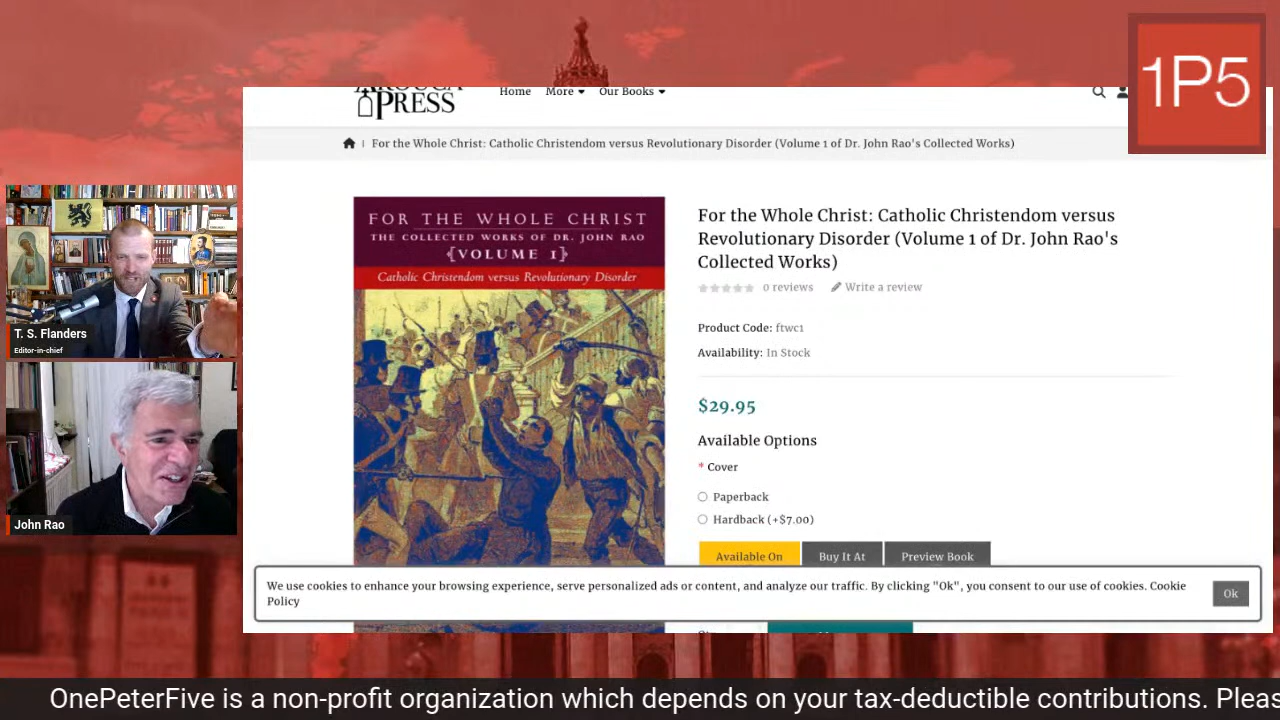 1P5
PRESS
Home More Our Books
For the Whole Christ: Catholic Christendom versus Revolutionary Disorder (Volume 1 of Dr. John Rao's Collected Works)
FOR THE WHOLE CHRIST
THE COLLECTED WORKS OF DR. JOHN RAO
{VOLUME 1}
Catholic Christendom versus Revolutionary Disorder
For the Whole Christ: Catholic Christendom versus
Revolutionary Disorder (Volume 1 of Dr. John Rao's
Collected Works)
0 reviews Write a review
Product Code: ftwc1
Availability: In Stock
$29.95
Available Options
* Cover
Paperback
Hardback (+$7.00)
Available On Buy It At Preview Book
We use cookies to enhance your browsing experience, serve personalized ads or content, and analyze our traffic. By clicking "Ok", you consent to our use of cookies. Cookie
Policy
Ok
T. S. Flanders
Editor-in-chief
John Rao
OnePeterFive is a non-profit organization which depends on your tax-deductible contributions. Pleas